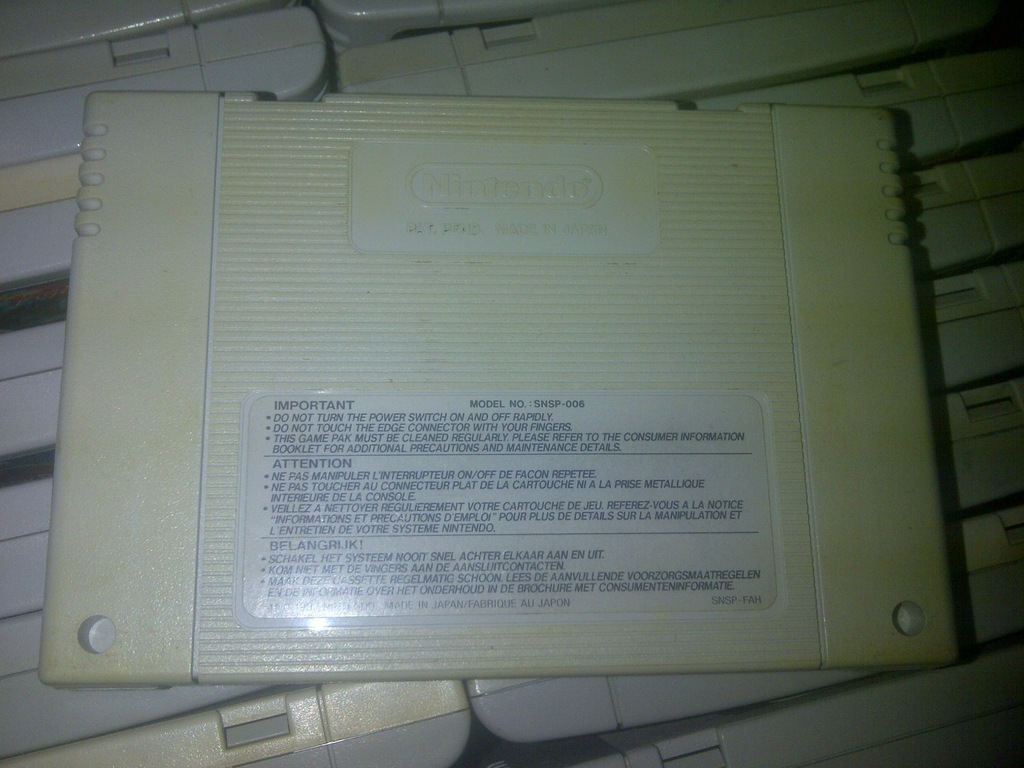 Nintendo®
PAT. PEND. MADE IN JAPAN
IMPORTANT MODEL NO.: SNSP-006
• DO NOT TURN THE POWER SWITCH ON AND OFF RAPIDLY.
• DO NOT TOUCH THE EDGE CONNECTOR WITH YOUR FINGERS.
• THIS GAME PAK MUST BE CLEANED REGULARLY. PLEASE REFER TO THE CONSUMER INFORMATION
BOOKLET FOR ADDITIONAL PRECAUTIONS AND MAINTENANCE DETAILS.
ATTENTION
• NE PAS MANIPULER L'INTERRUPTEUR ON/OFF DE FACON REPETEE.
• NE PAS TOUCHER AU CONNECTEUR PLAT DE LA CARTOUCHE NI A LA PRISE METALLIQUE
INTERIEURE DE LA CONSOLE.
• VEILLEZ A NETTOYER REGULIEREMENT VOTRE CARTOUCHE DE JEU. REFEREZ-VOUS A LA NOTICE
"INFORMATIONS ET PRECAUTIONS D'EMPLOI" POUR PLUS DE DETAILS SUR LA MANIPULATION ET
L'ENTRETIEN DE VOTRE SYSTEME NINTENDO.
BELANGRIJK!
• SCHAKEL HET SYSTEEM NOOIT SNEL ACHTER ELKAAR AAN EN UIT.
• KOM NIET MET DE VINGERS AAN DE AANSLUITCONTACTEN.
• MAAK DEZE CASSETTE REGELMATIG SCHOON. LEES DE AANVULLENDE VOORZORGSMAATREGELEN
EN DE INFORMATIE OVER HET ONDERHOUD IN DE BROCHURE MET CONSUMENTENINFORMATIE.
NINTENDO. MADE IN JAPAN/FABRIQUE AU JAPON SNSP-FAH